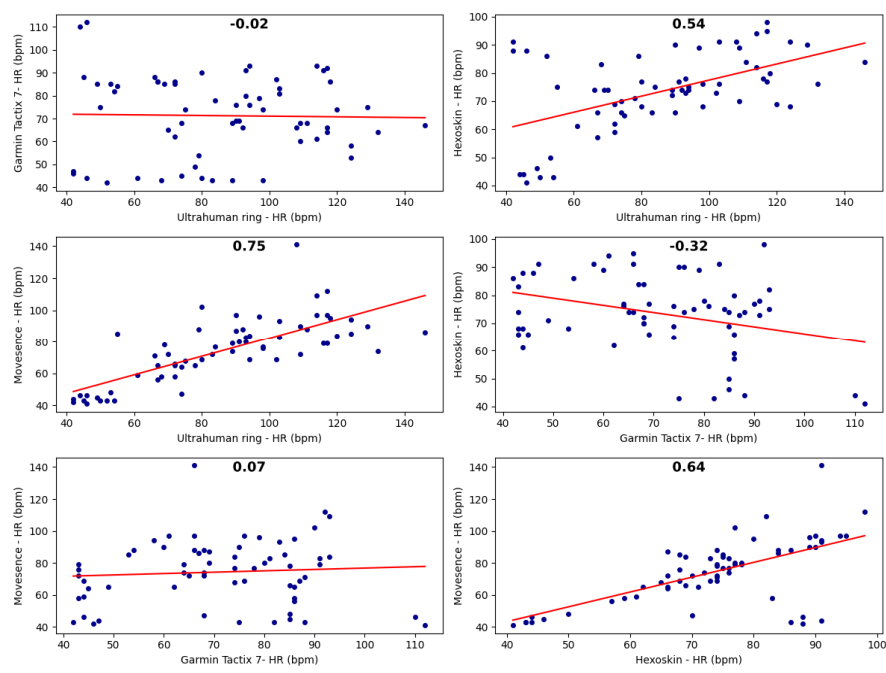 -0.02
110
100
90
80
70
60
50
40
Garmin Tactix 7- HR (bpm)
40 60 80 100 120 140
Ultrahuman ring - HR (bpm)
0.54
100
90
80
70
60
50
40
Hexoskin - HR (bpm)
40 60 80 100 120 140
Ultrahuman ring - HR (bpm)
0.75
140
120
100
80
60
40
Movesence - HR (bpm)
40 60 80 100 120 140
Ultrahuman ring - HR (bpm)
-0.32
100
90
80
70
60
50
40
Hexoskin - HR (bpm)
40 50 60 70 80 90 100 110
Garmin Tactix 7- HR (bpm)
0.07
140
120
100
80
60
40
Movesence - HR (bpm)
40 50 60 70 80 90 100 110
Garmin Tactix 7- HR (bpm)
0.64
140
120
100
80
60
40
Movesence - HR (bpm)
40 50 60 70 80 90 100
Hexoskin - HR (bpm)